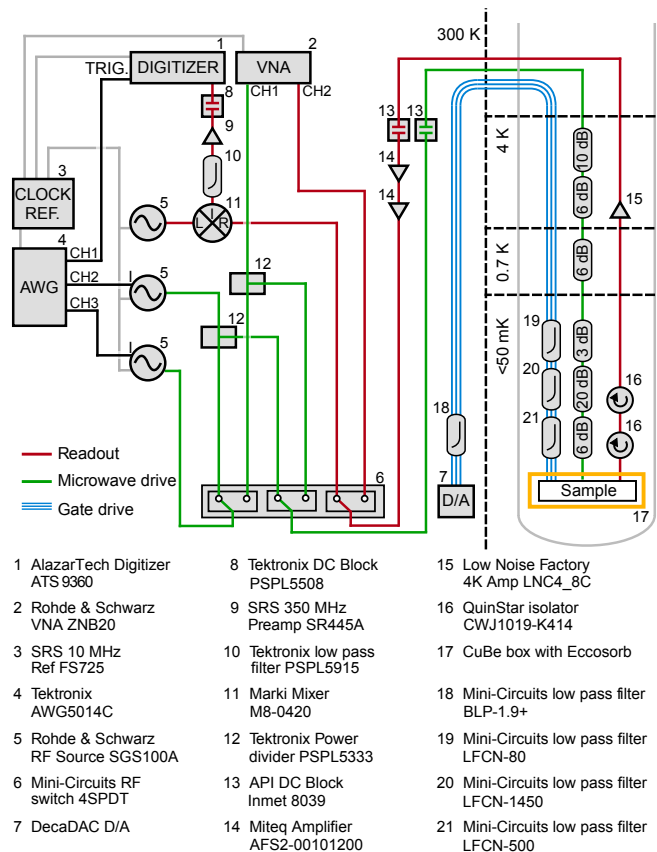 300 K
1
2
TRIG.
DIGITIZER
VNA
CH1
CH2
8
13
13
9
14
4 K
10 dB
10
3
14
6 dB
15
CLOCK
REF.
5
L
I
R
11
4
AWG
CH1
CH2
CH3
I
5
12
0.7 K
6 dB
12
I
5
<50 mK
19
3 dB
20
20 dB
16
18
21
6 dB
16
Readout
Microwave drive
Gate drive
6
7
D/A
Sample
17
1 AlazarTech Digitizer
ATS 9360
2 Rohde & Schwarz
VNA ZNB20
3 SRS 10 MHz
Ref FS725
4 Tektronix
AWG5014C
5 Rohde & Schwarz
RF Source SGS100A
6 Mini-Circuits RF
switch 4SPDT
7 DecaDAC D/A
8 Tektronix DC Block
PSPL5508
9 SRS 350 MHz
Preamp SR445A
10 Tektronix low pass
filter PSPL5915
11 Marki Mixer
M8-0420
12 Tektronix Power
divider PSPL5333
13 API DC Block
Inmet 8039
14 Miteq Amplifier
AFS2-00101200
15 Low Noise Factory
4K Amp LNC4_8C
16 QuinStar isolator
CWJ1019-K414
17 CuBe box with Eccosorb
18 Mini-Circuits low pass filter
BLP-1.9+
19 Mini-Circuits low pass filter
LFCN-80
20 Mini-Circuits low pass filter
LFCN-1450
21 Mini-Circuits low pass filter
LFCN-500